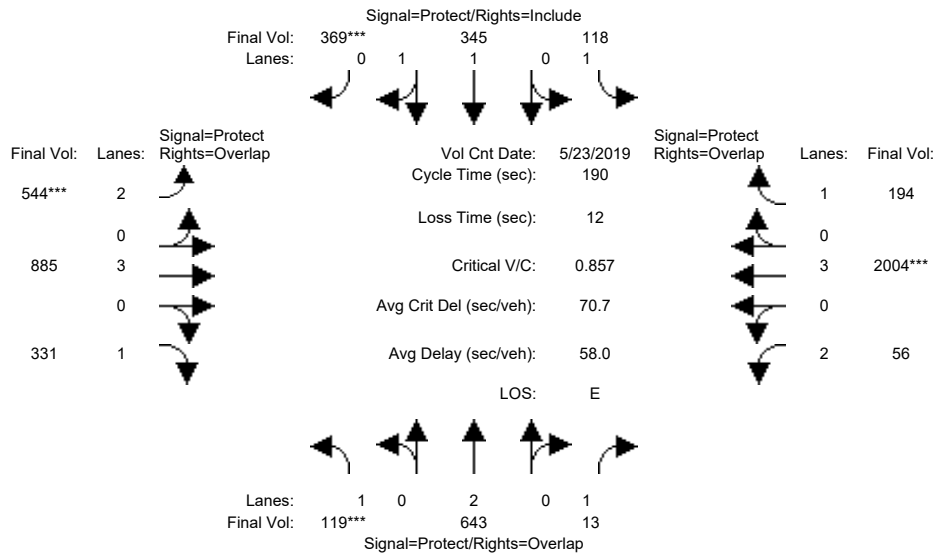 Signal=Protect/Rights=Include
Final Vol: 369*** 345 118
Lanes: 0 1 1 0 1
Signal=Protect
Final Vol: Lanes: Rights=Overlap
Vol Cnt Date: 5/23/2019
Signal=Protect
Rights=Overlap Lanes: Final Vol:
Cycle Time (sec): 190
544*** 2
1 194
Loss Time (sec): 12
0
0
885 3
Critical V/C: 0.857
3 2004***
0
Avg Crit Del (sec/veh): 70.7
0
331 1
Avg Delay (sec/veh): 58.0
2 56
LOS: E
Lanes: 1 0 2 0 1
Final Vol: 119*** 643 13
Signal=Protect/Rights=Overlap